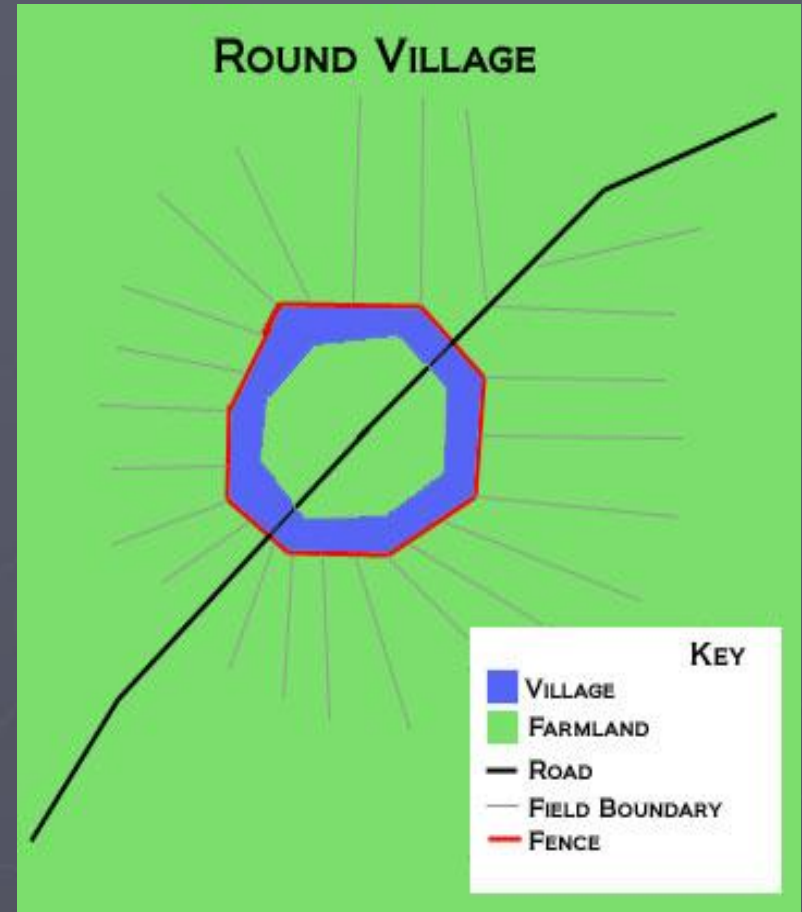 Round Village
Key
Village
Farmland
Road
Field Boundary
Fence